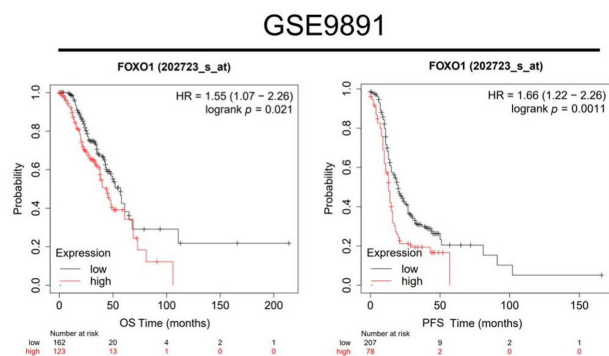 GSE9891
FOXO1 (202723_s_at)
HR = 1.55 (1.07 − 2.26)
logrank p = 0.021
Probability
1.0
0.8
0.6
0.4
0.2
0.0
Expression
low
high
0 50 100 150 200
OS Time (months)
Number at risk
low 162 20 4 2 1
high 123 13 1 0 0
FOXO1 (202723_s_at)
HR = 1.66 (1.22 − 2.26)
logrank p = 0.0011
Probability
1.0
0.8
0.6
0.4
0.2
0.0
Expression
low
high
0 50 100 150
PFS Time (months)
Number at risk
low 207 9 2 1
high 78 2 0 0